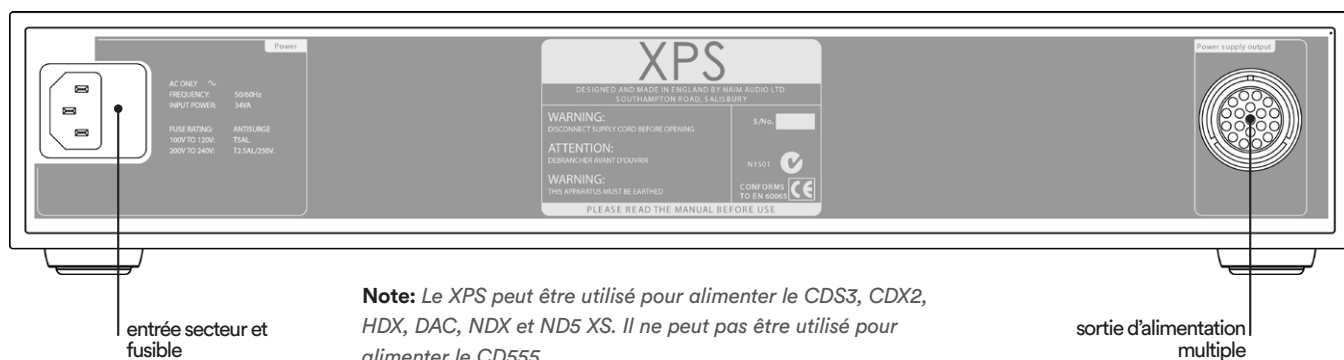 Power
AC ONLY ~
FREQUENCY: 50/60Hz
INPUT POWER: 34VA
FUSE RATING: ANTISURGE
100V TO 120V: T5AL.
200V TO 240V: T2.5AL/250V.
XPS
DESIGNED AND MADE IN ENGLAND BY NAIM AUDIO LTD.
SOUTHAMPTON ROAD, SALISBURY
WARNING:
DISCONNECT SUPPLY CORD BEFORE OPENING
ATTENTION:
DEBRANCHER AVANT D'OUVRIR
WARNING:
THIS APPARATUS MUST BE EARTHED
S/No.
N1501
CONFORMS
TO EN 60065
CE
PLEASE READ THE MANUAL BEFORE USE
Power supply output
entrée secteur et
fusible
Note: Le XPS peut être utilisé pour alimenter le CDS3, CDX2,
HDX, DAC, NDX et ND5 XS. Il ne peut pas être utilisé pour
alimenter le CD555
sortie d'alimentation
multiple